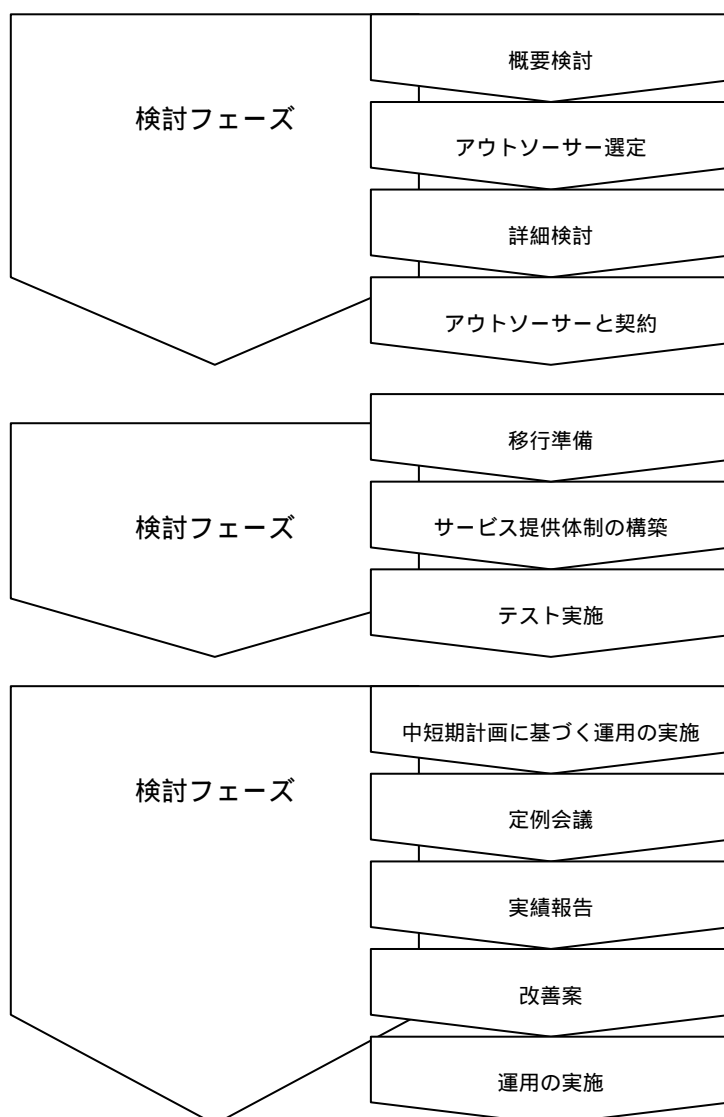 検討フェーズ
概要検討
アウトソーサー選定
詳細検討
アウトソーサーと契約
検討フェーズ
移行準備
サービス提供体制の構築
テスト実施
検討フェーズ
中短期計画に基づく運用の実施
定例会議
実績報告
改善案
運用の実施